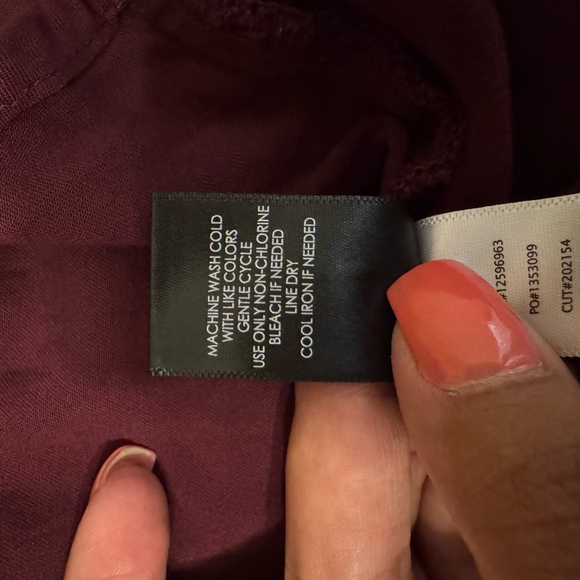 MACHINE WASH COLD
WITH LIKE COLORS
GENTLE CYCLE
USE ONLY NON-CHLORINE
BLEACH IF NEEDED
LINE DRY
COOL IRON IF NEEDED
#12596963
PO#1353099
CUT#202154